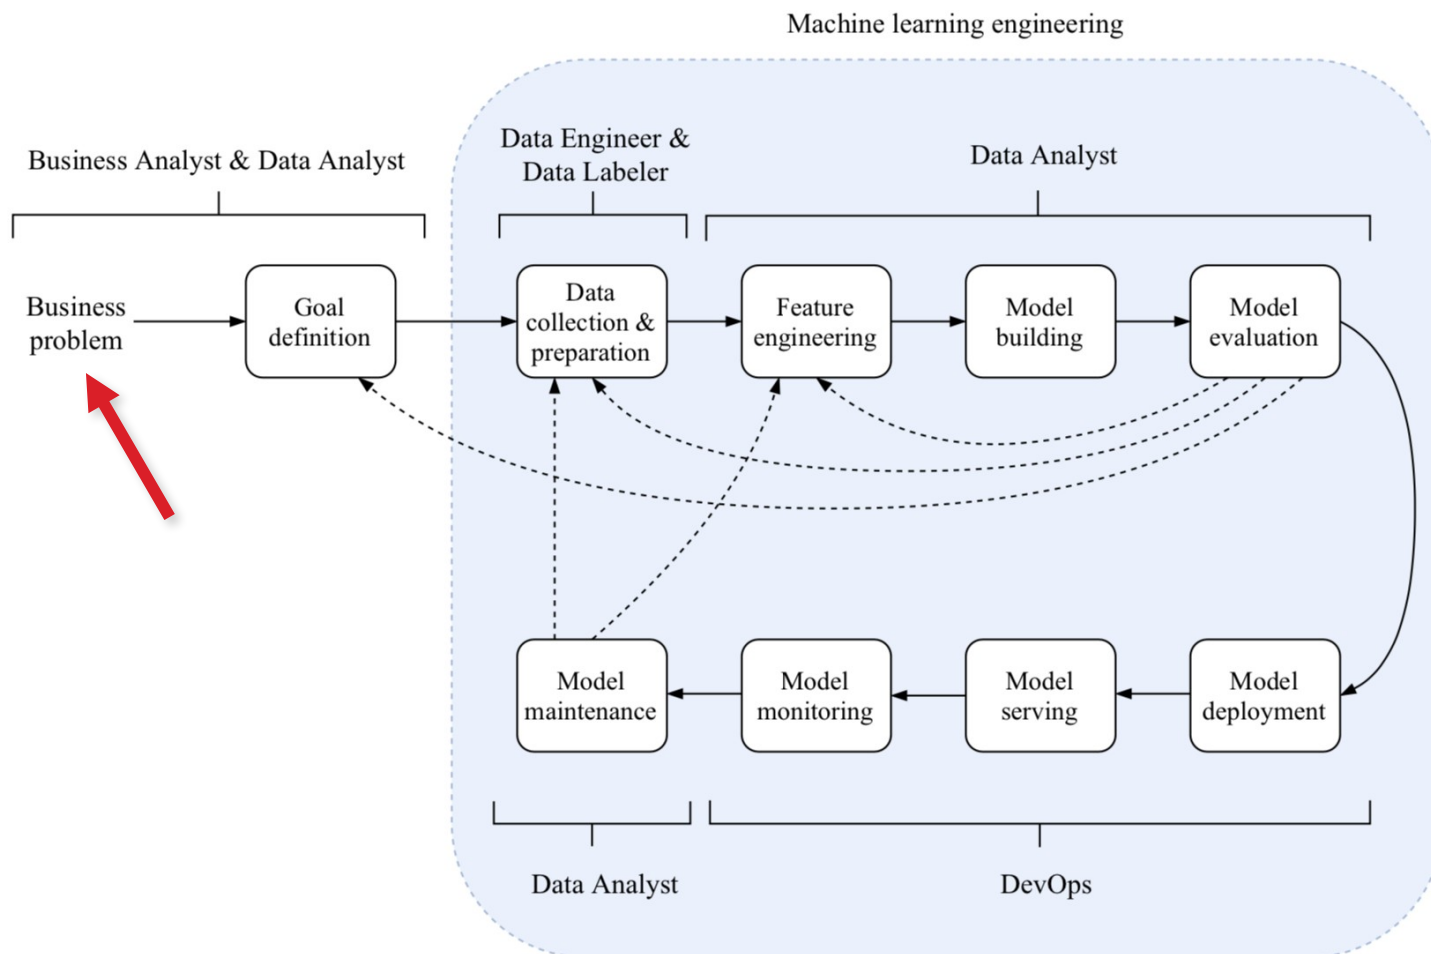 Machine learning engineering
Business Analyst & Data Analyst
Data Engineer &
Data Labeler
Data Analyst
Business
problem
Goal
definition
Data
collection &
preparation
Feature
engineering
Model
building
Model
evaluation
Model
maintenance
Model
monitoring
Model
serving
Model
deployment
Data Analyst
DevOps